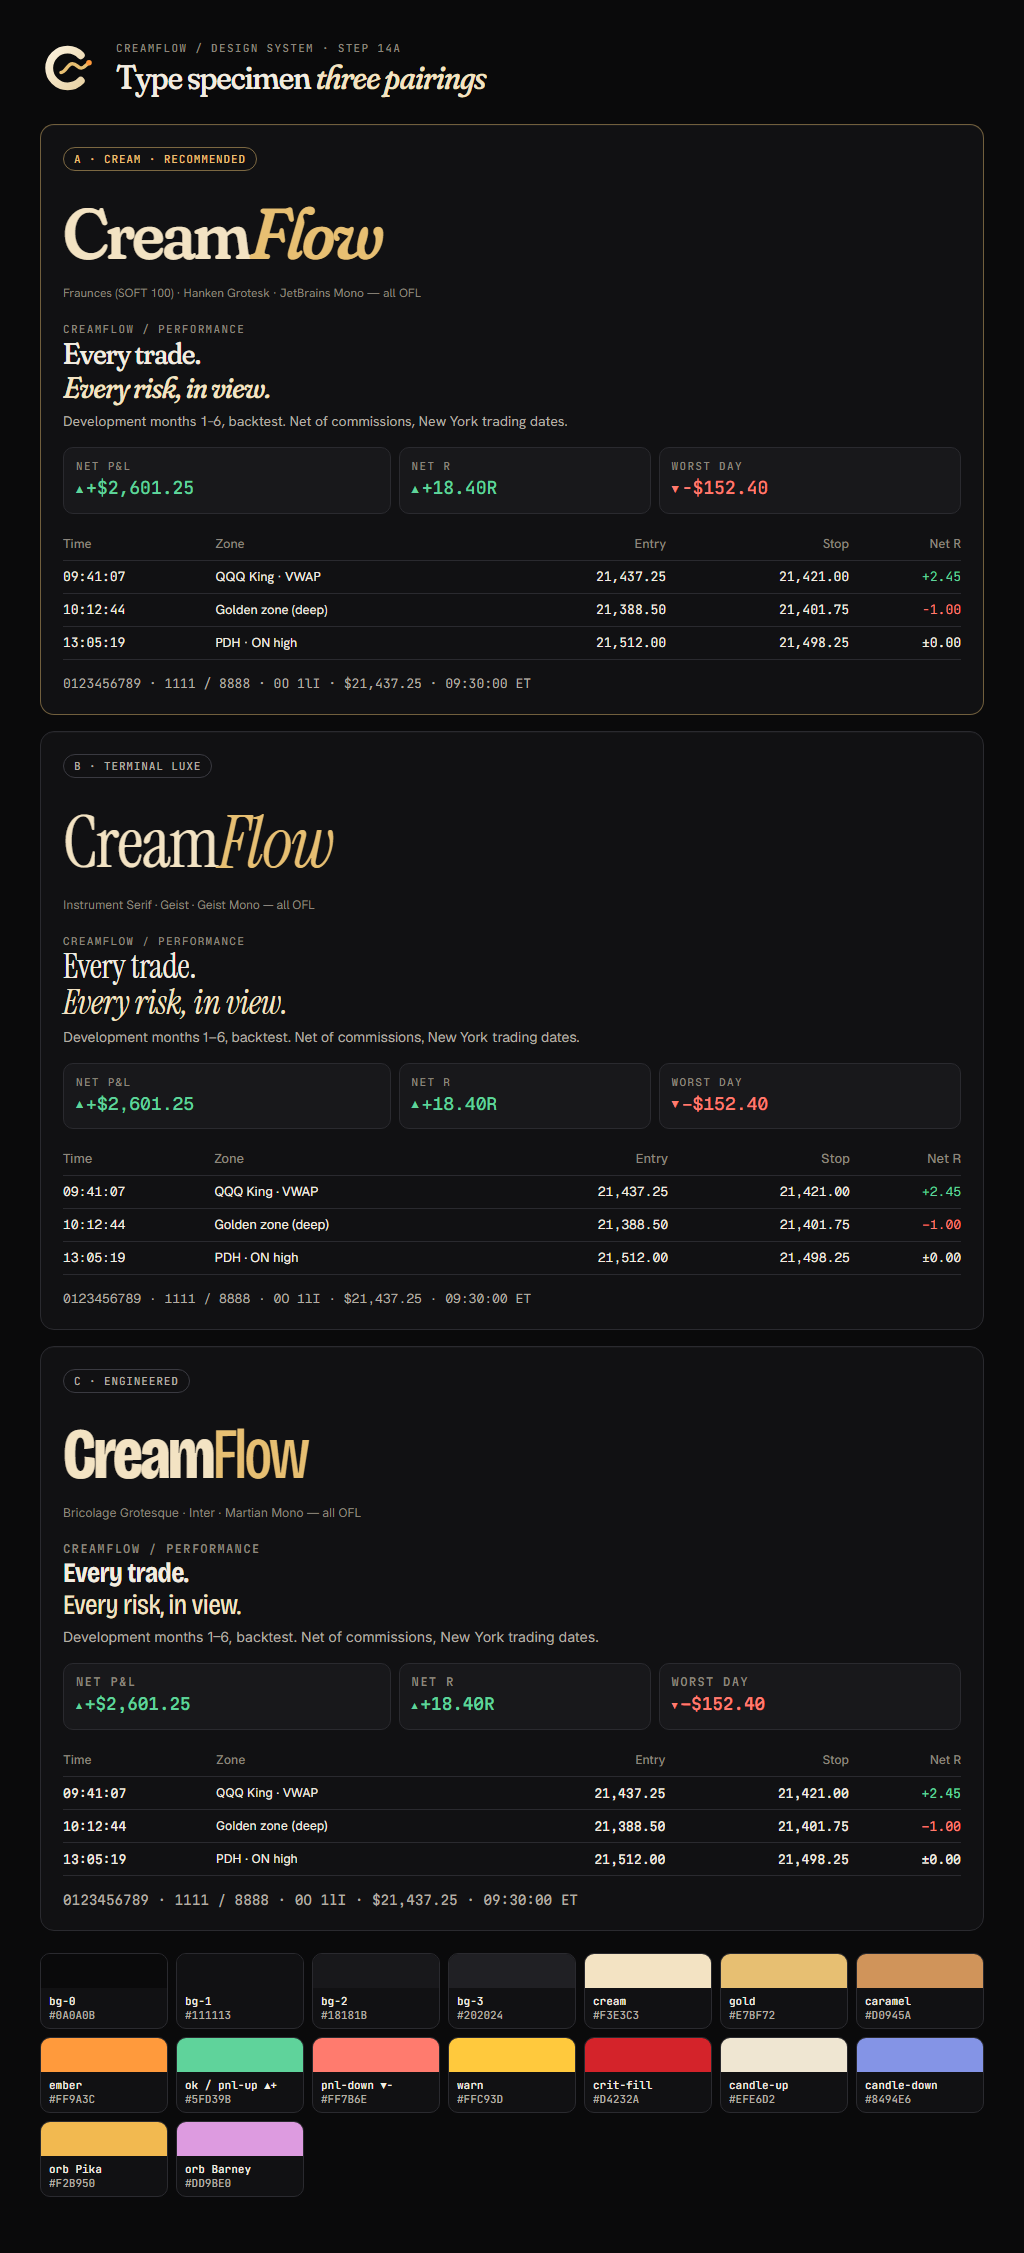 CREAMFLOW / DESIGN SYSTEM · STEP 14A
Type specimen three pairings
A · CREAM · RECOMMENDED
CreamFlow
Fraunces (SOFT 100) · Hanken Grotesk · JetBrains Mono — all OFL
CREAMFLOW / PERFORMANCE
Every trade.
Every risk, in view.
Development months 1–6, backtest. Net of commissions, New York trading dates.
NET P&L NET R WORST DAY
▲+$2,601.25 ▲+18.40R ▼-$152.40
Time Zone Entry Stop Net R
09:41:07 QQQ King · VWAP 21,437.25 21,421.00 +2.45
10:12:44 Golden zone (deep) 21,388.50 21,401.75 -1.00
13:05:19 PDH · ON high 21,512.00 21,498.25 ±0.00
0123456789 · 1111 / 8888 · 0O 1lI · $21,437.25 · 09:30:00 ET
B · TERMINAL LUXE
CreamFlow
Instrument Serif · Geist · Geist Mono — all OFL
CREAMFLOW / PERFORMANCE
Every trade.
Every risk, in view.
Development months 1–6, backtest. Net of commissions, New York trading dates.
NET P&L NET R WORST DAY
▲+$2,601.25 ▲+18.40R ▼−$152.40
Time Zone Entry Stop Net R
09:41:07 QQQ King · VWAP 21,437.25 21,421.00 +2.45
10:12:44 Golden zone (deep) 21,388.50 21,401.75 −1.00
13:05:19 PDH · ON high 21,512.00 21,498.25 ±0.00
0123456789 · 1111 / 8888 · 0O 1lI · $21,437.25 · 09:30:00 ET
C · ENGINEERED
CreamFlow
Bricolage Grotesque · Inter · Martian Mono — all OFL
CREAMFLOW / PERFORMANCE
Every trade.
Every risk, in view.
Development months 1–6, backtest. Net of commissions, New York trading dates.
NET P&L NET R WORST DAY
▲+$2,601.25 ▲+18.40R ▼−$152.40
Time Zone Entry Stop Net R
09:41:07 QQQ King · VWAP 21,437.25 21,421.00 +2.45
10:12:44 Golden zone (deep) 21,388.50 21,401.75 −1.00
13:05:19 PDH · ON high 21,512.00 21,498.25 ±0.00
0123456789 · 1111 / 8888 · 0O 1lI · $21,437.25 · 09:30:00 ET
bg-0 bg-1 bg-2 bg-3 cream gold caramel
#0A0A0B #111113 #18181B #202024 #F3E3C3 #E7BF72 #D0945A
ember ok / pnl-up ▲+ pnl-down ▼- warn crit-fill candle-up candle-down
#FF9A3C #5FD39B #FF7B6E #FFC93D #D4232A #EFE6D2 #8494E6
orb Pika orb Barney
#F2B950 #DD9BE0